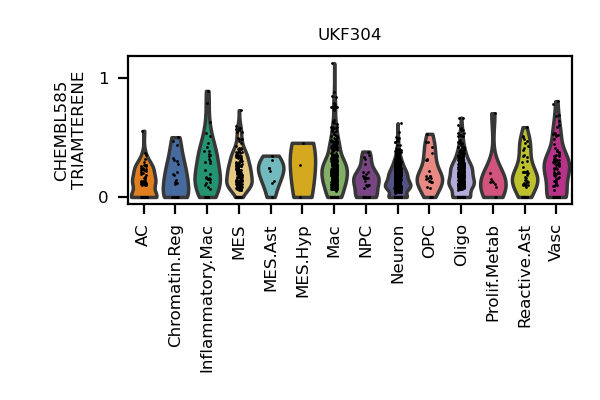 UKF304
CHEMBL585
TRIAMTERENE
1
0
AC
Chromatin.Reg
Inflammatory.Mac
MES
MES.Ast
MES.Hyp
Mac
NPC
Neuron
OPC
Oligo
Prolif.Metab
Reactive.Ast
Vasc